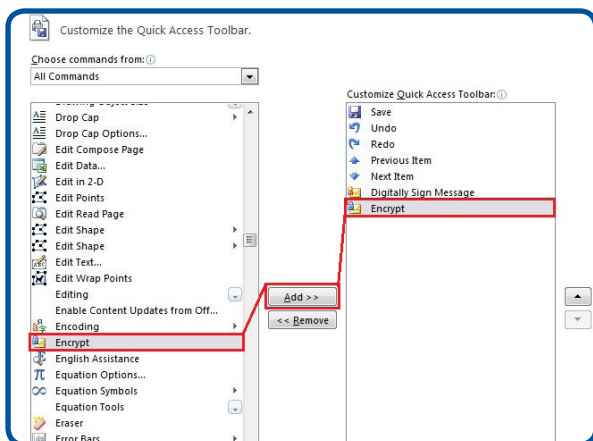 Customize the Quick Access Toolbar.
Choose commands from:
All Commands
Drop Cap
Drop Cap Options...
Edit Compose Page
Edit Data...
Edit in 2-D
Edit Points
Edit Read Page
Edit Shape
Edit Shape
Edit Text...
Edit Wrap Points
Editing
Enable Content Updates from Off...
Encoding
Encrypt
English Assistance
Equation Options...
Equation Symbols
Equation Tools
Eraser
Error Bars
Add >>
<< Remove
Customize Quick Access Toolbar:
Save
Undo
Redo
Previous Item
Next Item
Digitally Sign Message
Encrypt